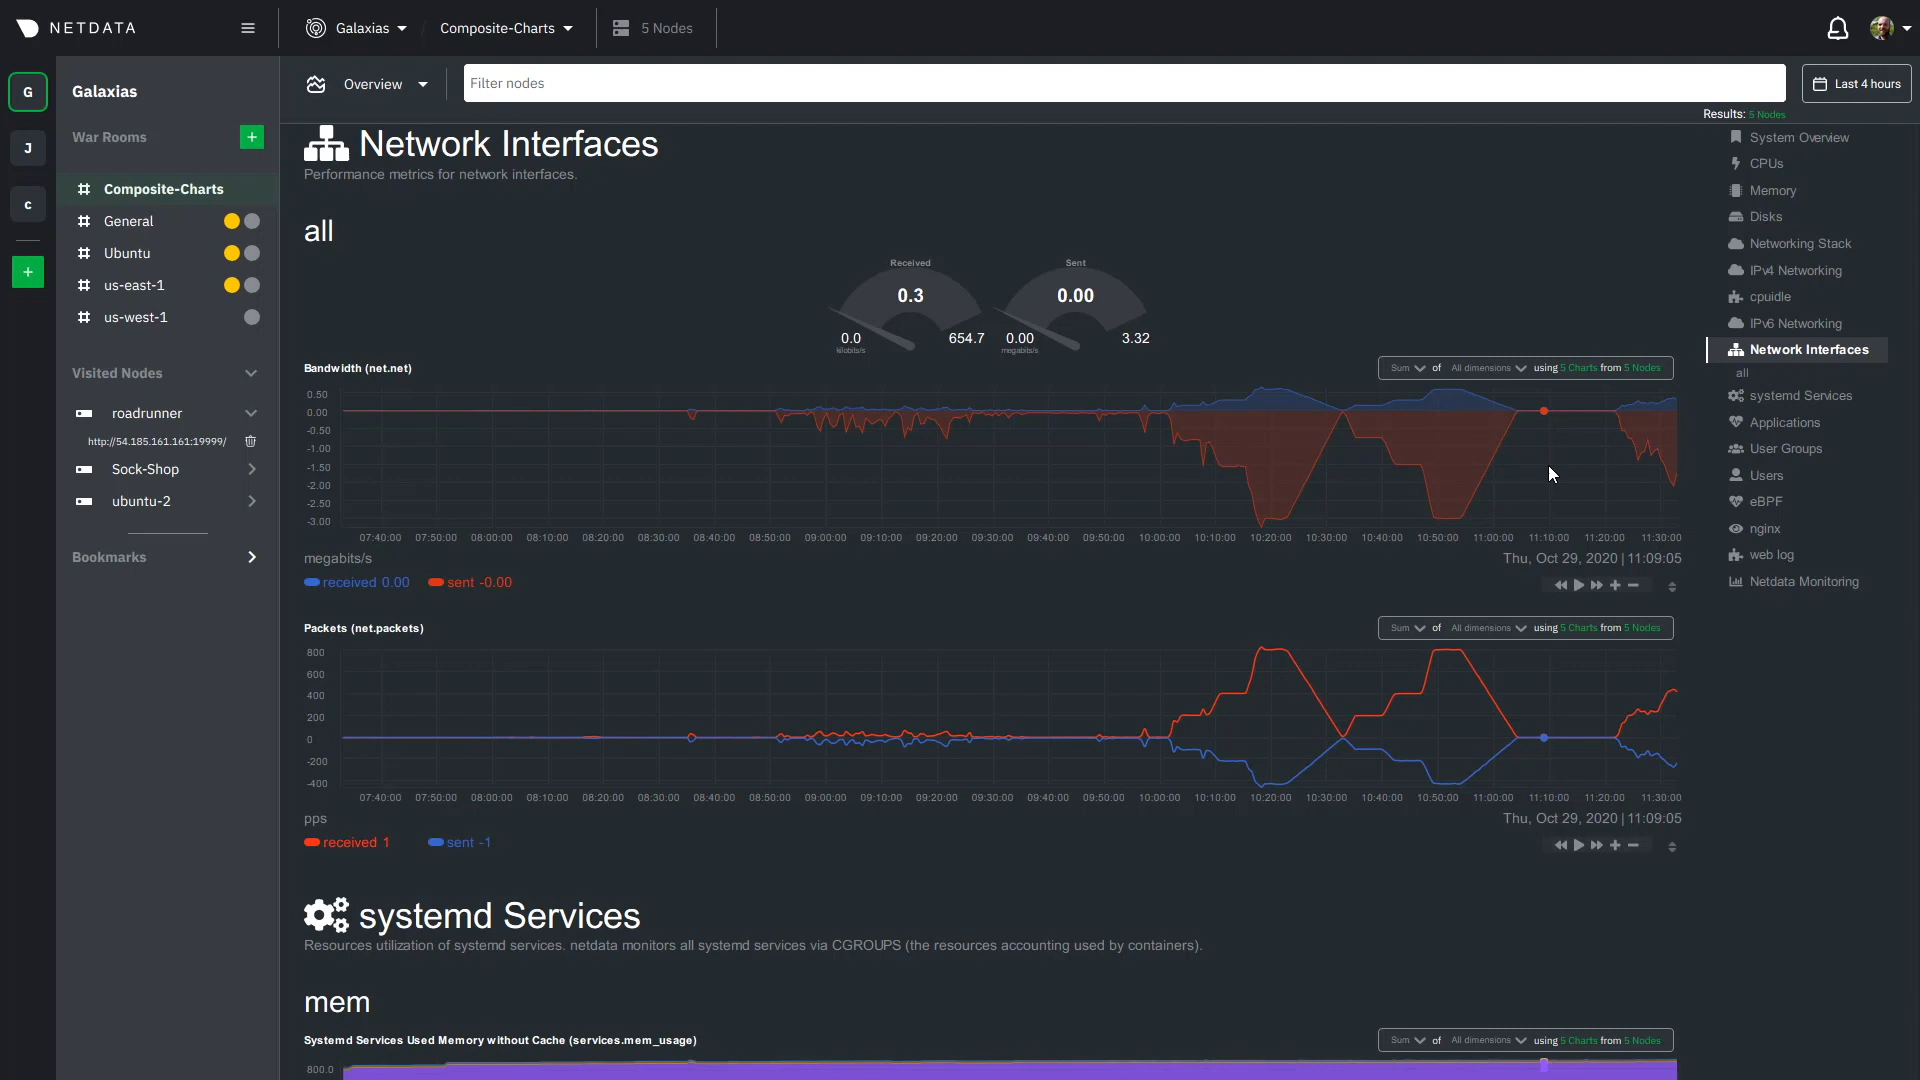 NETDATA
Galaxias
Composite-Charts
5 Nodes
G
J
c
+
Galaxias
War Rooms
+
Composite-Charts
General
Ubuntu
us-east-1
us-west-1
Visited Nodes
roadrunner
http://54.185.161.161:19999/
Sock-Shop
ubuntu-2
Bookmarks
Overview
Filter nodes
Last 4 hours
Results: 5 Nodes
Network Interfaces
Performance metrics for network interfaces.
all
Received
0.3
0.0
654.7
kilobits/s
Sent
0.00
0.00
3.32
megabits/s
Bandwidth (net.net)
Sum of All dimensions using 5 Charts from 5 Nodes
0.50
0.00
-0.50
-1.00
-1.50
-2.00
-2.50
-3.00
07:40:00 07:50:00 08:00:00 08:10:00 08:20:00 08:30:00 08:40:00 08:50:00 09:00:00 09:10:00 09:20:00 09:30:00 09:40:00 09:50:00 10:00:00 10:10:00 10:20:00 10:30:00 10:40:00 10:50:00 11:00:00 11:10:00 11:20:00 11:30:00
megabits/s
Thu, Oct 29, 2020 | 11:09:05
received 0.00
sent -0.00
Packets (net.packets)
Sum of All dimensions using 5 Charts from 5 Nodes
800
600
400
200
0
-200
-400
07:40:00 07:50:00 08:00:00 08:10:00 08:20:00 08:30:00 08:40:00 08:50:00 09:00:00 09:10:00 09:20:00 09:30:00 09:40:00 09:50:00 10:00:00 10:10:00 10:20:00 10:30:00 10:40:00 10:50:00 11:00:00 11:10:00 11:20:00 11:30:00
pps
Thu, Oct 29, 2020 | 11:09:05
received 1
sent -1
systemd Services
Resources utilization of systemd services. netdata monitors all systemd services via CGROUPS (the resources accounting used by containers).
mem
Systemd Services Used Memory without Cache (services.mem_usage)
Sum of All dimensions using 5 Charts from 5 Nodes
800.0
System Overview
CPUs
Memory
Disks
Networking Stack
IPv4 Networking
cpuidle
IPv6 Networking
Network Interfaces
all
systemd Services
Applications
User Groups
Users
eBPF
nginx
web log
Netdata Monitoring